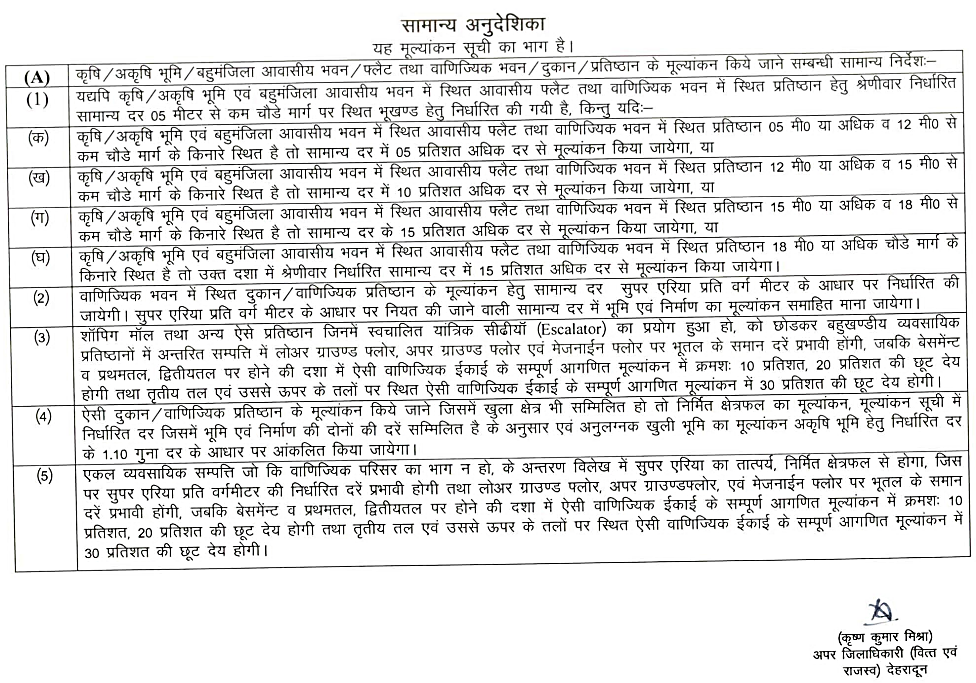 सामान्य अनुदेशिका
यह मूल्यांकन सूची का भाग है।
(A) कृषि/अकृषि भूमि/बहुमंजिला आवासीय भवन/फ्लैट तथा वाणिज्यिक भवन/दुकान/प्रतिष्ठान के मूल्यांकन किये जाने सम्बन्धी सामान्य निर्देशः–
(1) यद्यपि कृषि/अकृषि भूमि एवं बहुमंजिला आवासीय भवन में स्थित आवासीय फ्लैट तथा वाणिज्यिक भवन में स्थित प्रतिष्ठान हेतु श्रेणीवार निर्धारित
सामान्य दर 05 मीटर से कम चौडे मार्ग पर स्थित भूखण्ड हेतु निर्धारित की गयी है, किन्तु यदिः–
(क) कृषि/अकृषि भूमि एवं बहुमंजिला आवासीय भवन में स्थित आवासीय फ्लैट तथा वाणिज्यिक भवन में स्थित प्रतिष्ठान 05 मी0 या अधिक व 12 मी0 से
कम चौडे मार्ग के किनारे स्थित है तो सामान्य दर में 05 प्रतिशत अधिक दर से मूल्यांकन किया जायेगा, या
(ख) कृषि/अकृषि भूमि एवं बहुमंजिला आवासीय भवन में स्थित आवासीय फ्लैट तथा वाणिज्यिक भवन में स्थित प्रतिष्ठान 12 मी0 या अधिक व 15 मी0 से
कम चौडे मार्ग के किनारे स्थित है तो सामान्य दर में 10 प्रतिशत अधिक दर से मूल्यांकन किया जायेगा, या
(ग) कृषि/अकृषि भूमि एवं बहुमंजिला आवासीय भवन में स्थित आवासीय फ्लैट तथा वाणिज्यिक भवन में स्थित प्रतिष्ठान 15 मी0 या अधिक व 18 मी0 से
कम चौडे मार्ग के किनारे स्थित है तो सामान्य दर के 15 प्रतिशत अधिक दर से मूल्यांकन किया जायेगा, या
(घ) कृषि/अकृषि भूमि एवं बहुमंजिला आवासीय भवन में स्थित आवासीय फ्लैट तथा वाणिज्यिक भवन में स्थित प्रतिष्ठान 18 मी0 या अधिक चौडे मार्ग के
किनारे स्थित है तो उक्त दशा में श्रेणीवार निर्धारित सामान्य दर में 15 प्रतिशत अधिक दर से मूल्यांकन किया जायेगा।
(2) वाणिज्यिक भवन में स्थित दुकान/वाणिज्यिक प्रतिष्ठान के मूल्यांकन हेतु सामान्य दर सुपर एरिया प्रति वर्ग मीटर के आधार पर निर्धारित की
जायेगी। सुपर एरिया प्रति वर्ग मीटर के आधार पर नियत की जाने वाली सामान्य दर में भूमि एवं निर्माण का मूल्यांकन समाहित माना जायेगा।
(3) शॉपिग मॉल तथा अन्य ऐसे प्रतिष्ठान जिनमें स्वचालित यांत्रिक सीढीयॉ (Escalator) का प्रयोग हुआ हो, को छोडकर बहुखण्डीय व्यवसायिक
प्रतिष्ठानों में अन्तरित सम्पत्ति में लोअर ग्राउण्ड फ्लोर, अपर ग्राउण्ड फ्लोर एवं मेजनाईन फ्लोर पर भूतल के समान दरें प्रभावी होंगी, जबकि बेसमेंन्ट
व प्रथमतल, द्वितीयतल पर होने की दशा में ऐसी वाणिज्यिक ईकाई के सम्पूर्ण आगणित मूल्यांकन में क्रमशः 10 प्रतिशत, 20 प्रतिशत की छूट देय
होगी तथा तृतीय तल एवं उससे ऊपर के तलों पर स्थित ऐसी वाणिज्यिक ईकाई के सम्पूर्ण आगणित मूल्यांकन में 30 प्रतिशत की छूट देय होगी।
(4) ऐसी दुकान/वाणिज्यिक प्रतिष्ठान के मूल्यांकन किये जाने जिसमें खुला क्षेत्र भी सम्मिलित हो तो निर्मित क्षेत्रफल का मूल्यांकन, मूल्यांकन सूची में
निर्धारित दर जिसमें भूमि एवं निर्माण की दोनों की दरें सम्मिलित है के अनुसार एवं अनुलग्नक खुली भूमि का मूल्यांकन अकृषि भूमि हेतु निर्धारित दर
के 1.10 गुना दर के आधार पर आंकलित किया जायेगा।
(5) एकल व्यवसायिक सम्पत्ति जो कि वाणिज्यिक परिसर का भाग न हो, के अन्तरण विलेख में सुपर एरिया का तात्पर्य, निर्मित क्षेत्रफल से होगा, जिस
पर सुपर एरिया प्रति वर्गमीटर की निर्धारित दरें प्रभावी होगी तथा लोअर ग्राउण्ड फ्लोर, अपर ग्राउण्डफ्लोर, एवं मेजनाईन फ्लोर पर भूतल के समान
दरें प्रभावी होंगी, जबकि बेसमेंन्ट व प्रथमतल, द्वितीयतल पर होने की दशा में ऐसी वाणिज्यिक ईकाई के सम्पूर्ण आगणित मूल्यांकन में क्रमशः 10
प्रतिशत, 20 प्रतिशत की छूट देय होगी तथा तृतीय तल एवं उससे ऊपर के तलों पर स्थित ऐसी वाणिज्यिक ईकाई के सम्पूर्ण आगणित मूल्यांकन में
30 प्रतिशत की छूट देय होगी।
(कृष्ण कुमार मिश्रा)
अपर जिलाधिकारी (वित्त एवं
राजस्व) देहरादून